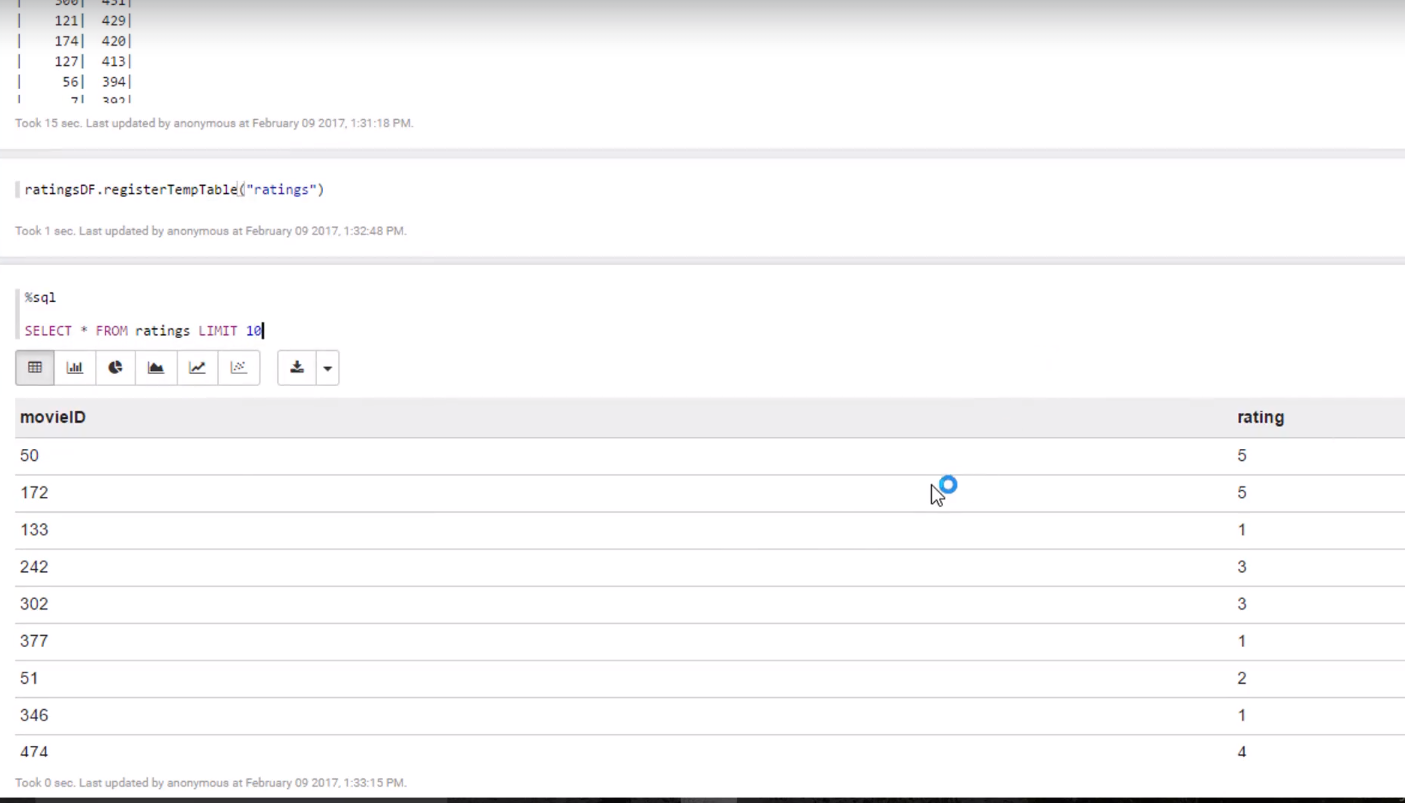 | 300| 431|
| 121| 429|
| 174| 420|
| 127| 413|
| 56| 394|
| 7| 392|
Took 15 sec. Last updated by anonymous at February 09 2017, 1:31:18 PM.
ratingsDF.registerTempTable("ratings")
Took 1 sec. Last updated by anonymous at February 09 2017, 1:32:48 PM.
%sql
SELECT * FROM ratings LIMIT 10
movieID rating
50 5
172 5
133 1
242 3
302 3
377 1
51 2
346 1
474 4
Took 0 sec. Last updated by anonymous at February 09 2017, 1:33:15 PM.